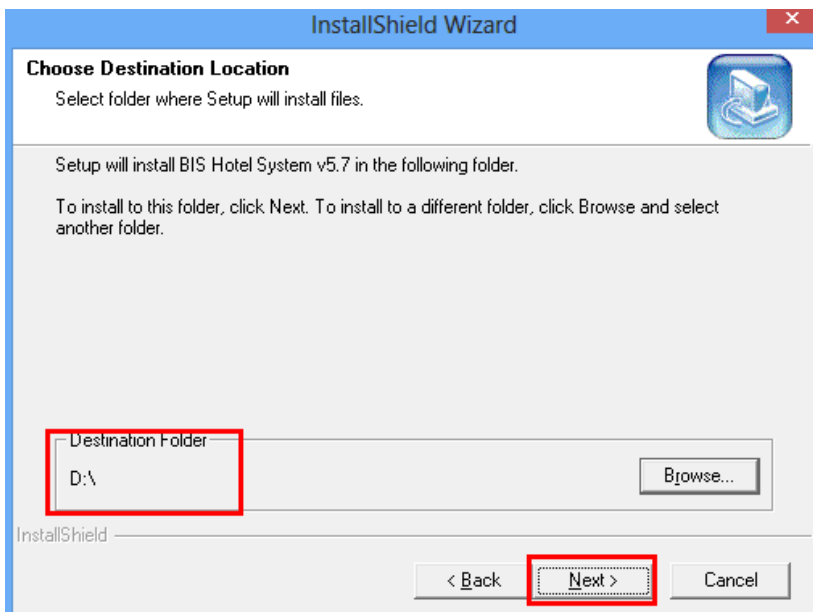 InstallShield Wizard
Choose Destination Location
Select folder where Setup will install files.
Setup will install BIS Hotel System v5.7 in the following folder.
To install to this folder, click Next. To install to a different folder, click Browse and select
another folder.
Destination Folder
D:\
Browse...
InstallShield
< Back
Next >
Cancel